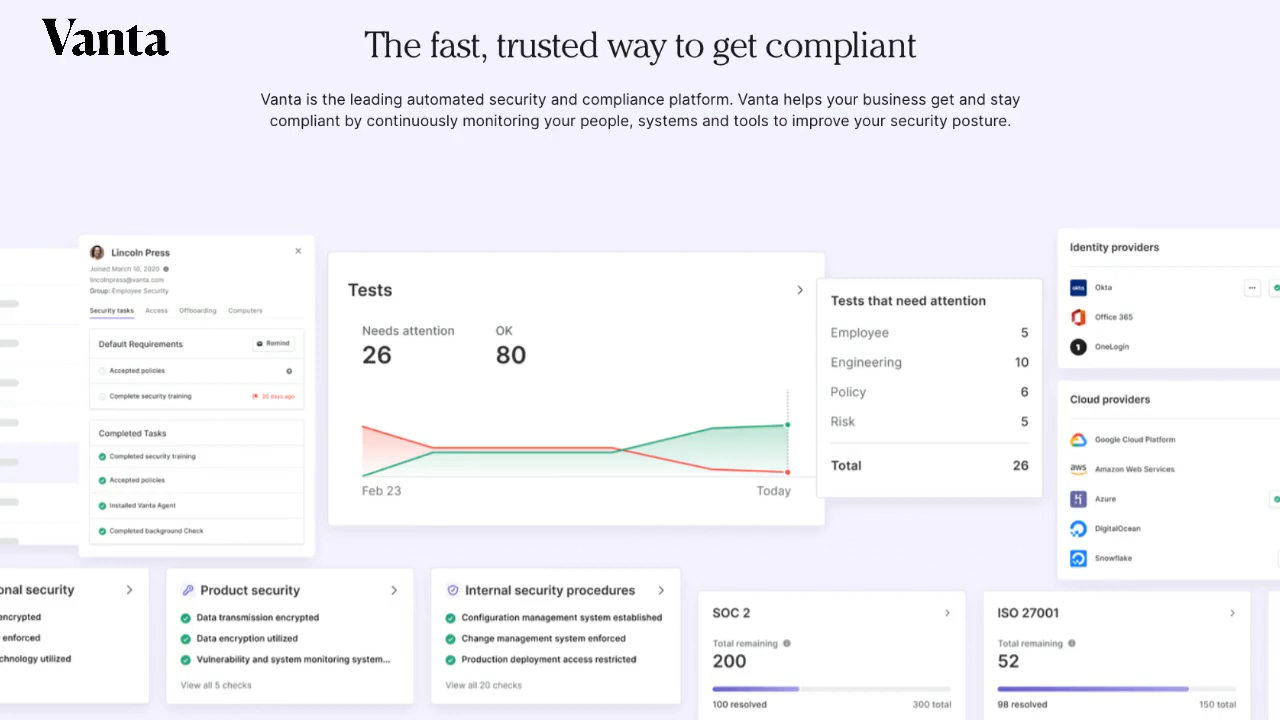 Vanta
The fast, trusted way to get compliant
Vanta is the leading automated security and compliance platform. Vanta helps your business get and stay
compliant by continuously monitoring your people, systems and tools to improve your security posture.
Lincoln Press
Joined March 10, 2020
lincolnpress@vanta.com
Group: Employee Security
Security tasks Access Offboarding Computers
Default Requirements Remind
Accepted policies
Complete security training 20 days ago
Completed Tasks
Completed security training
Accepted policies
Installed Vanta Agent
Completed background Check
Tests
Needs attention OK
26 80
Feb 23 Today
Tests that need attention
Employee 5
Engineering 10
Policy 6
Risk 5
Total 26
Identity providers
okta Okta
Office 365
1 OneLogin
Cloud providers
Google Cloud Platform
aws Amazon Web Services
Azure
DigitalOcean
Snowflake
onal security
encrypted
enforced
chnology utilized
Product security
Data transmission encrypted
Data encryption utilized
Vulnerability and system monitoring system...
View all 5 checks
Internal security procedures
Configuration management system established
Change management system enforced
Production deployment access restricted
View all 20 checks
SOC 2
Total remaining
200
100 resolved 300 total
ISO 27001
Total remaining
52
98 resolved 150 total